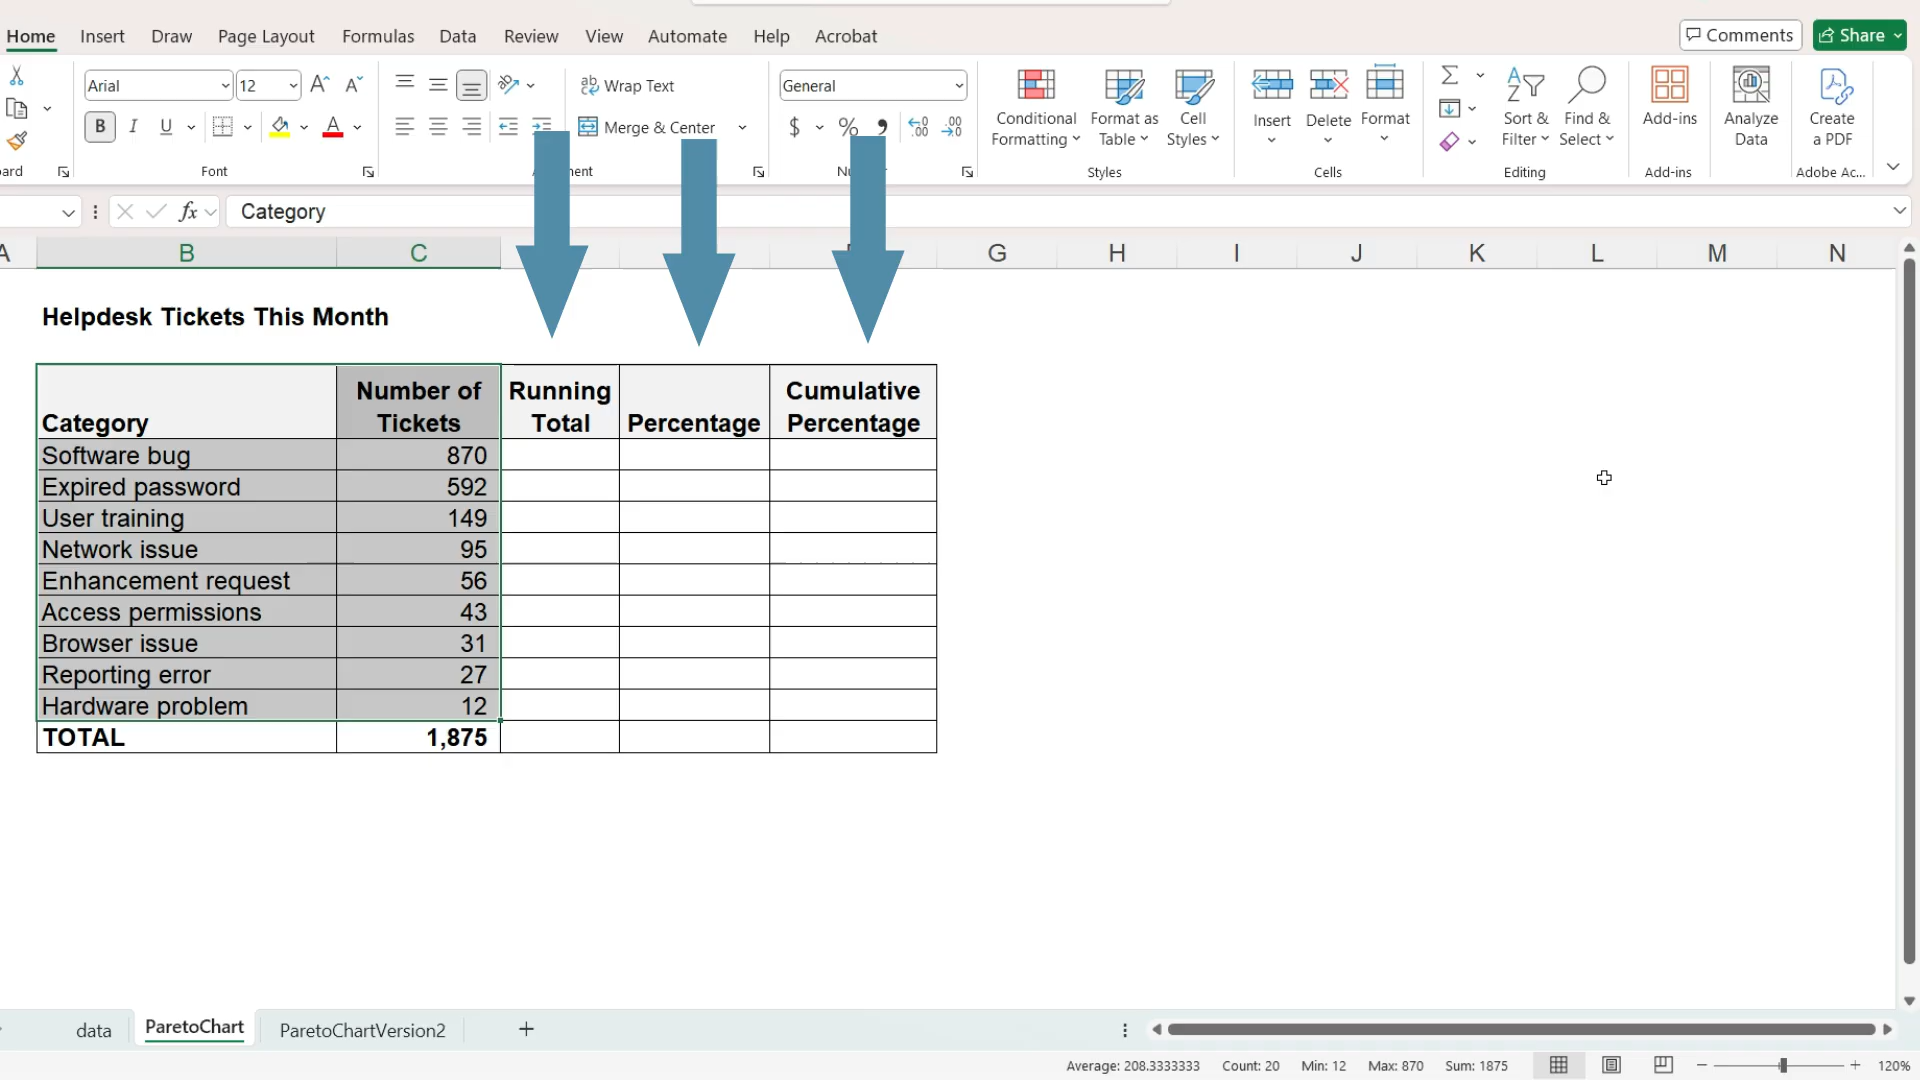 Home Insert Draw Page Layout Formulas Data Review View Automate Help Acrobat Comments Share
Arial 12 A A Wrap Text General
Conditional Formatting Format as Table Cell Styles Insert Delete Format Sort & Filter Find & Select Add-ins Analyze Data Create a PDF
B I U A Merge & Center $ % 9 .00 .0
ard Font Styles Cells Editing Add-ins Adobe Ac...
fx Category
A B C G H I J K L M N
Helpdesk Tickets This Month
Category Number of Tickets Running Total Percentage Cumulative Percentage
Software bug 870
Expired password 592
User training 149
Network issue 95
Enhancement request 56
Access permissions 43
Browser issue 31
Reporting error 27
Hardware problem 12
TOTAL 1,875
data ParetoChart ParetoChartVersion2 +
Average: 208.3333333 Count: 20 Min: 12 Max: 870 Sum: 1875 120%